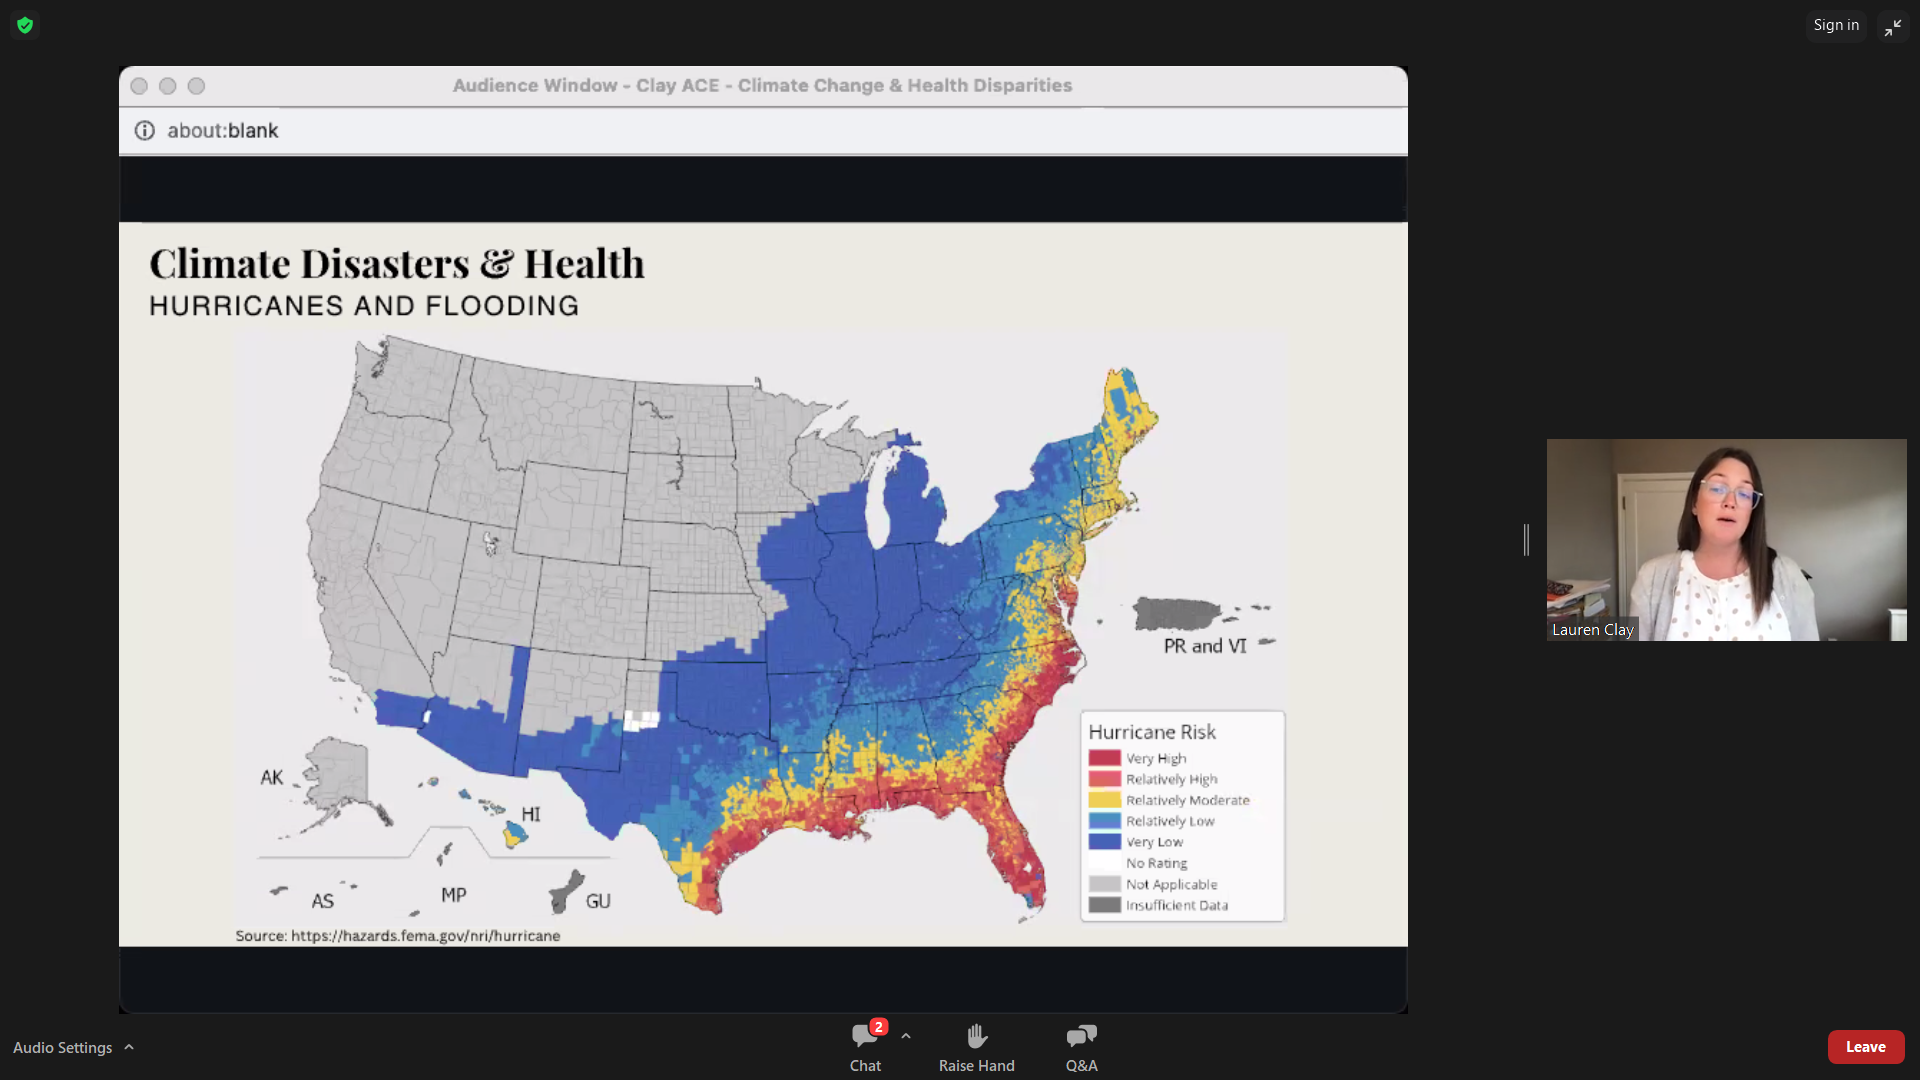 Sign in
Audience Window - Clay ACE - Climate Change & Health Disparities
about:blank
Climate Disasters & Health
HURRICANES AND FLOODING
PR and VI
AK
HI
AS
MP
GU
Hurricane Risk
Very High
Relatively High
Relatively Moderate
Relatively Low
Very Low
No Rating
Not Applicable
Insufficient Data
Source: https://hazards.fema.gov/nri/hurricane
Lauren Clay
Audio Settings
2
Chat
Raise Hand
Q&A
Leave